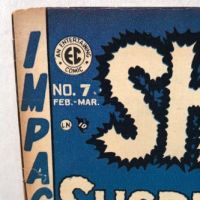 IMPAC
AN ENTERTAINING
EC
COMIC
NO. 7
FEB.-MAR.
SH
SUSP